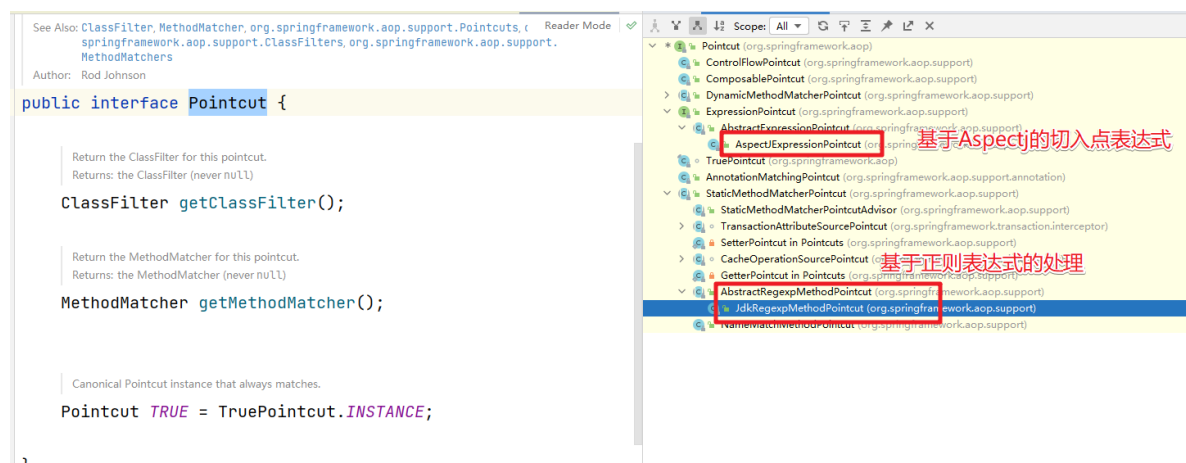 See Also: ClassFilter, MethodMatcher, org.springframework.aop.support.Pointcuts,
springframework.aop.support.ClassFilters, org.springframework.aop.support.
MethodMatchers
Author: Rod Johnson
Reader Mode
public interface Pointcut {
Return the ClassFilter for this pointcut.
Returns: the ClassFilter (never null)
ClassFilter getClassFilter();
Return the MethodMatcher for this pointcut.
Returns: the MethodMatcher (never null)
MethodMatcher getMethodMatcher();
Canonical Pointcut instance that always matches.
Pointcut TRUE = TruePointcut.INSTANCE;
Scope: All
Pointcut (org.springframework.aop)
ControlFlowPointcut (org.springframework.aop.support)
ComposablePointcut (org.springframework.aop.support)
DynamicMethodMatcherPointcut (org.springframework.aop.support)
ExpressionPointcut (org.springframework.aop.support)
AbstractExpressionPointcut (org.springframework.aop.support)
AspectJExpressionPointcut (org.springframework
基于Aspectj的切入点表达式
TruePointcut (org.springframework.aop)
AnnotationMatchingPointcut (org.springframework.aop.support.annotation)
StaticMethodMatcherPointcut (org.springframework.aop.support)
StaticMethodMatcherPointcutAdvisor (org.springframework.aop.support)
TransactionAttributeSourcePointcut (org.springframework.transaction.interceptor)
SetterPointcut in Pointcuts (org.springframework.aop.support)
CacheOperationSourcePointcut
基于正则表达式的处理
GetterPointcut in Pointcuts (org.springframework.aop.support)
AbstractRegexpMethodPointcut (org.springframework.aop.support)
JdkRegexpMethodPointcut (org.springframework.aop.support)
NameMatchMethodPointcut (org.springframework.aop.support)